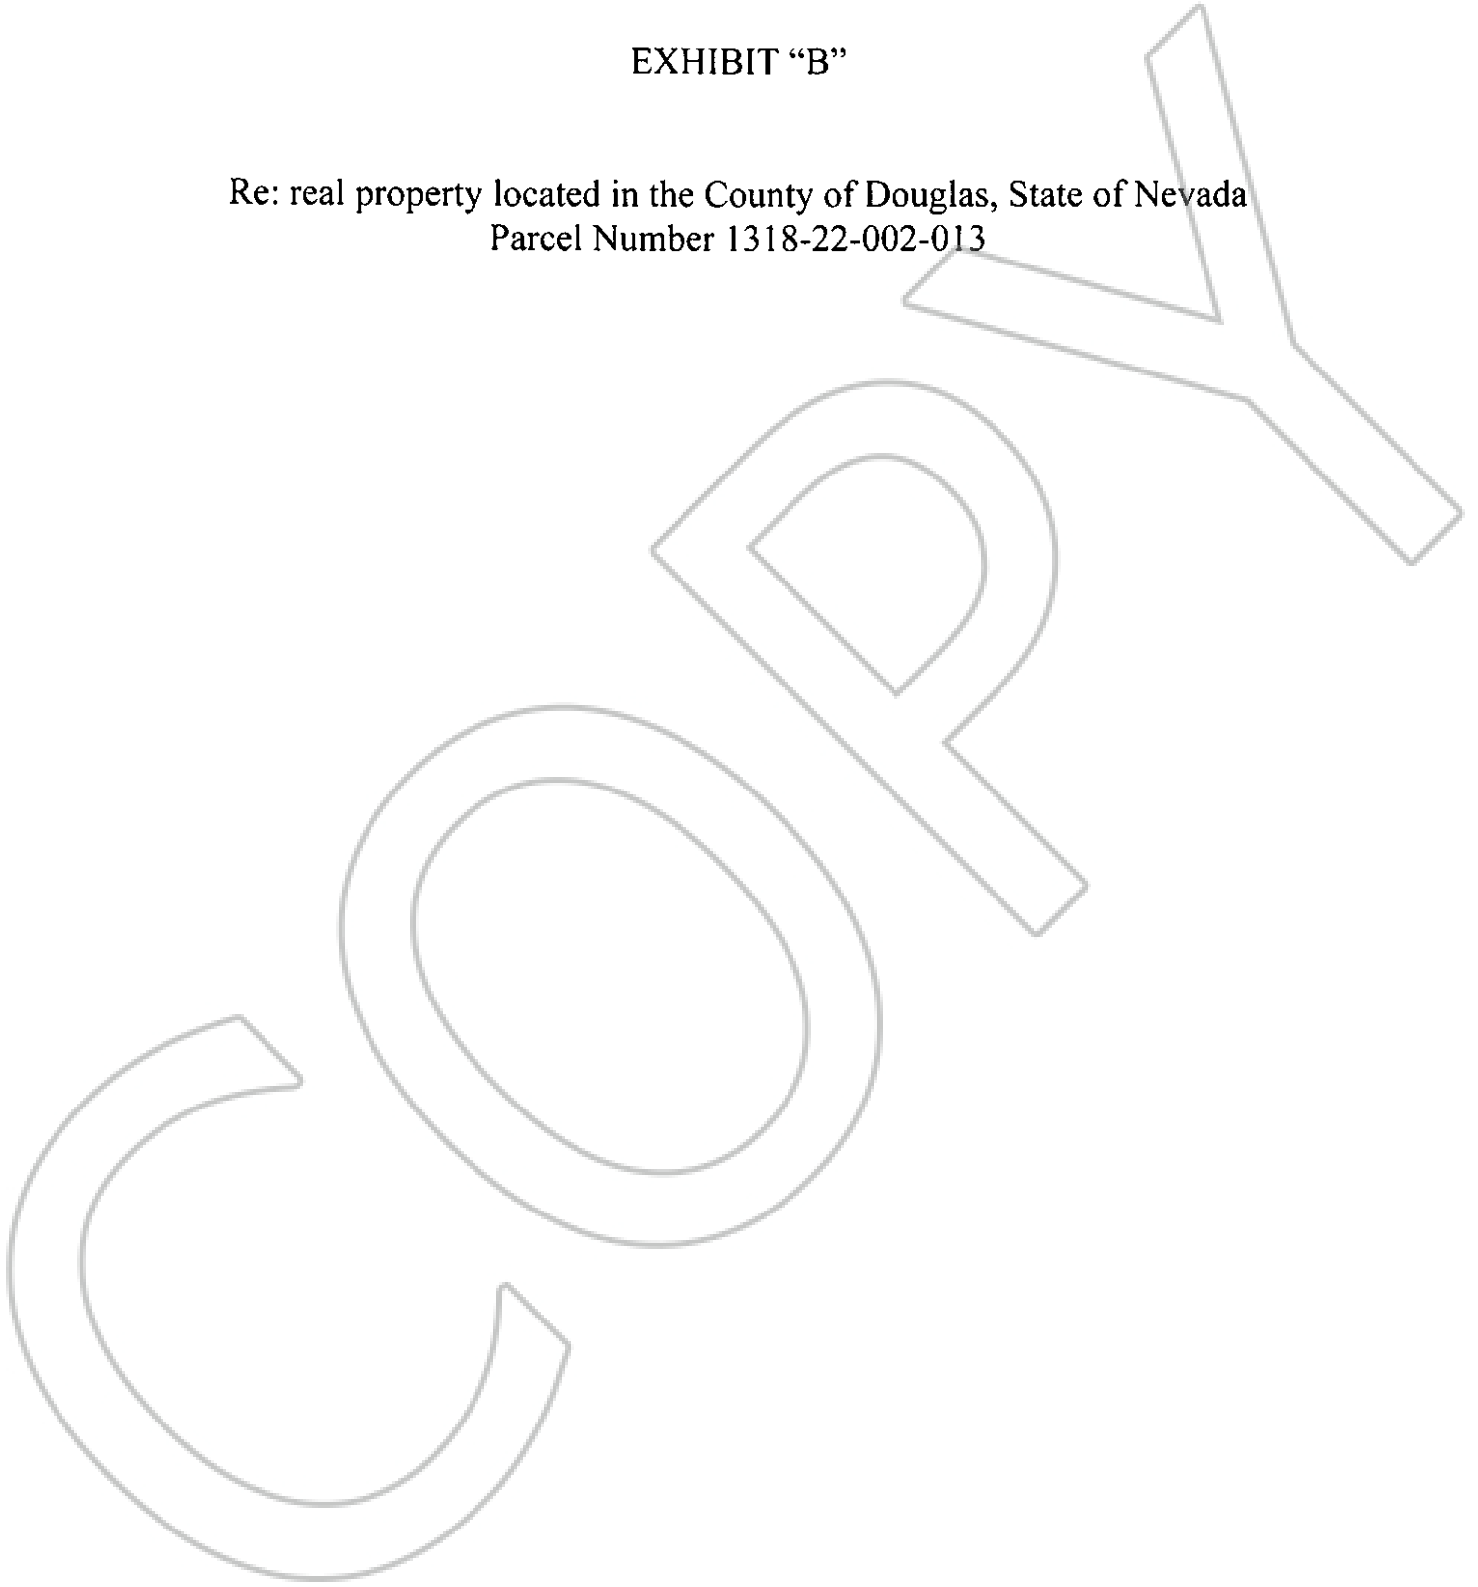 EXHIBIT “B”
Re: real property located in the County of Douglas, State of Nevada
Parcel Number 1318-22-002-013
COPY